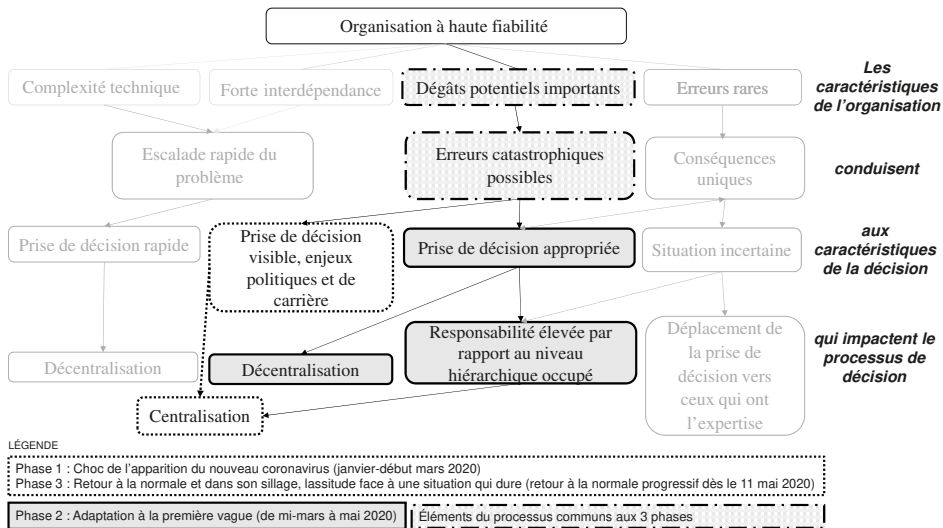 Organisation à haute fiabilité
Complexité technique
Forte interdépendance
Dégâts potentiels importants
Erreurs rares
Les
caractéristiques
de l'organisation
Escalade rapide du
problème
Erreurs catastrophiques
possibles
Conséquences
uniques
conduisent
Prise de décision rapide
Prise de décision
visible, enjeux
politiques et de
carrière
Prise de décision appropriée
Situation incertaine
aux
caractéristiques
de la décision
Décentralisation
Décentralisation
Responsabilité élevée par
rapport au niveau
hiérarchique occupé
Déplacement de
la prise de
décision vers
ceux qui ont
l'expertise
qui impactent le
processus de
décision
Centralisation
LÉGENDE
Phase 1 : Choc de l'apparition du nouveau coronavirus (janvier-début mars 2020)
Phase 3 : Retour à la normale et dans son sillage, lassitude face à une situation qui dure (retour à la normale progressif dès le 11 mai 2020)
Phase 2 : Adaptation à la première vague (de mi-mars à mai 2020)
Éléments du processus communs aux 3 phases